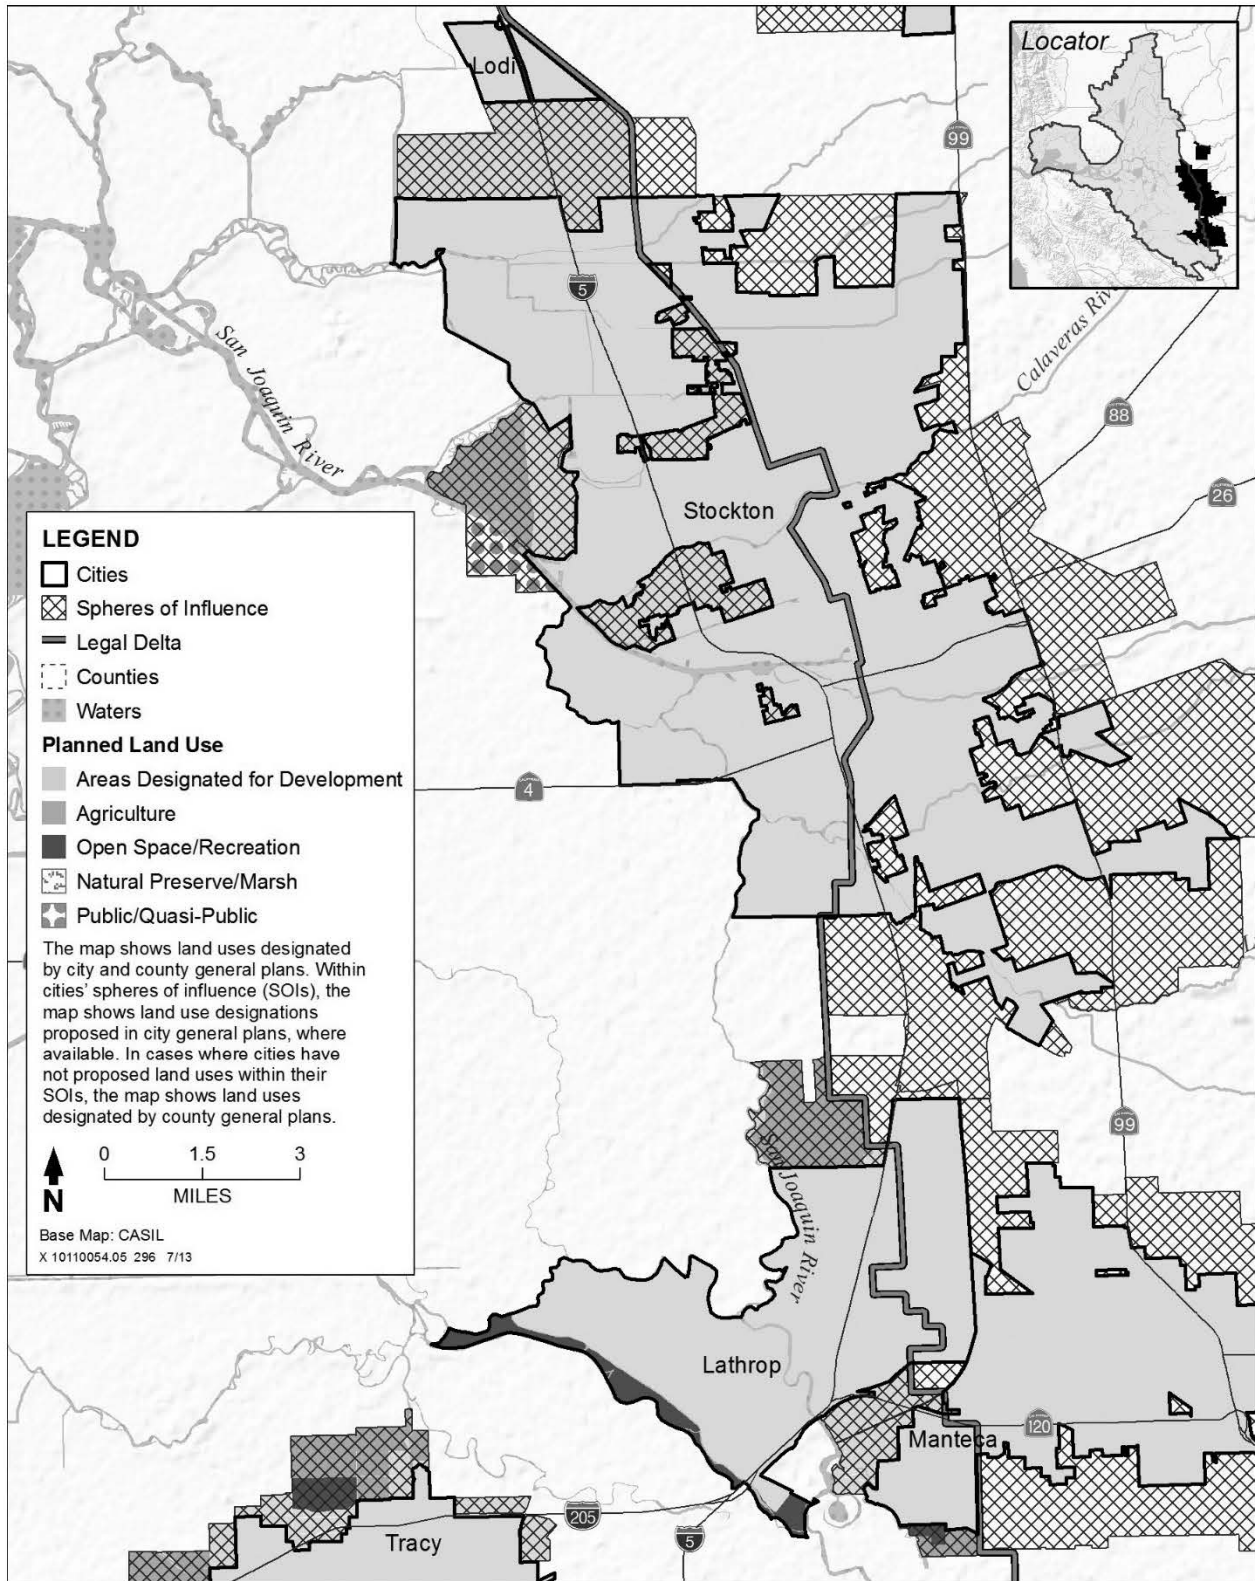 Locator
Lodi
99
5
Calaveras River
San Joaquin River
88
26
Stockton
LEGEND
Cities
Spheres of Influence
Legal Delta
Counties
Waters
Planned Land Use
Areas Designated for Development
Agriculture
Open Space/Recreation
Natural Preserve/Marsh
Public/Quasi-Public
The map shows land uses designated
by city and county general plans. Within
cities' spheres of influence (SOIs), the
map shows land use designations
proposed in city general plans, where
available. In cases where cities have
not proposed land uses within their
SOIs, the map shows land uses
designated by county general plans.
0 1.5 3
MILES
N
Base Map: CASIL
X 10110054.05 296 7/13
4
99
San Joaquin River
Lathrop
Manteca
120
205
5
Tracy